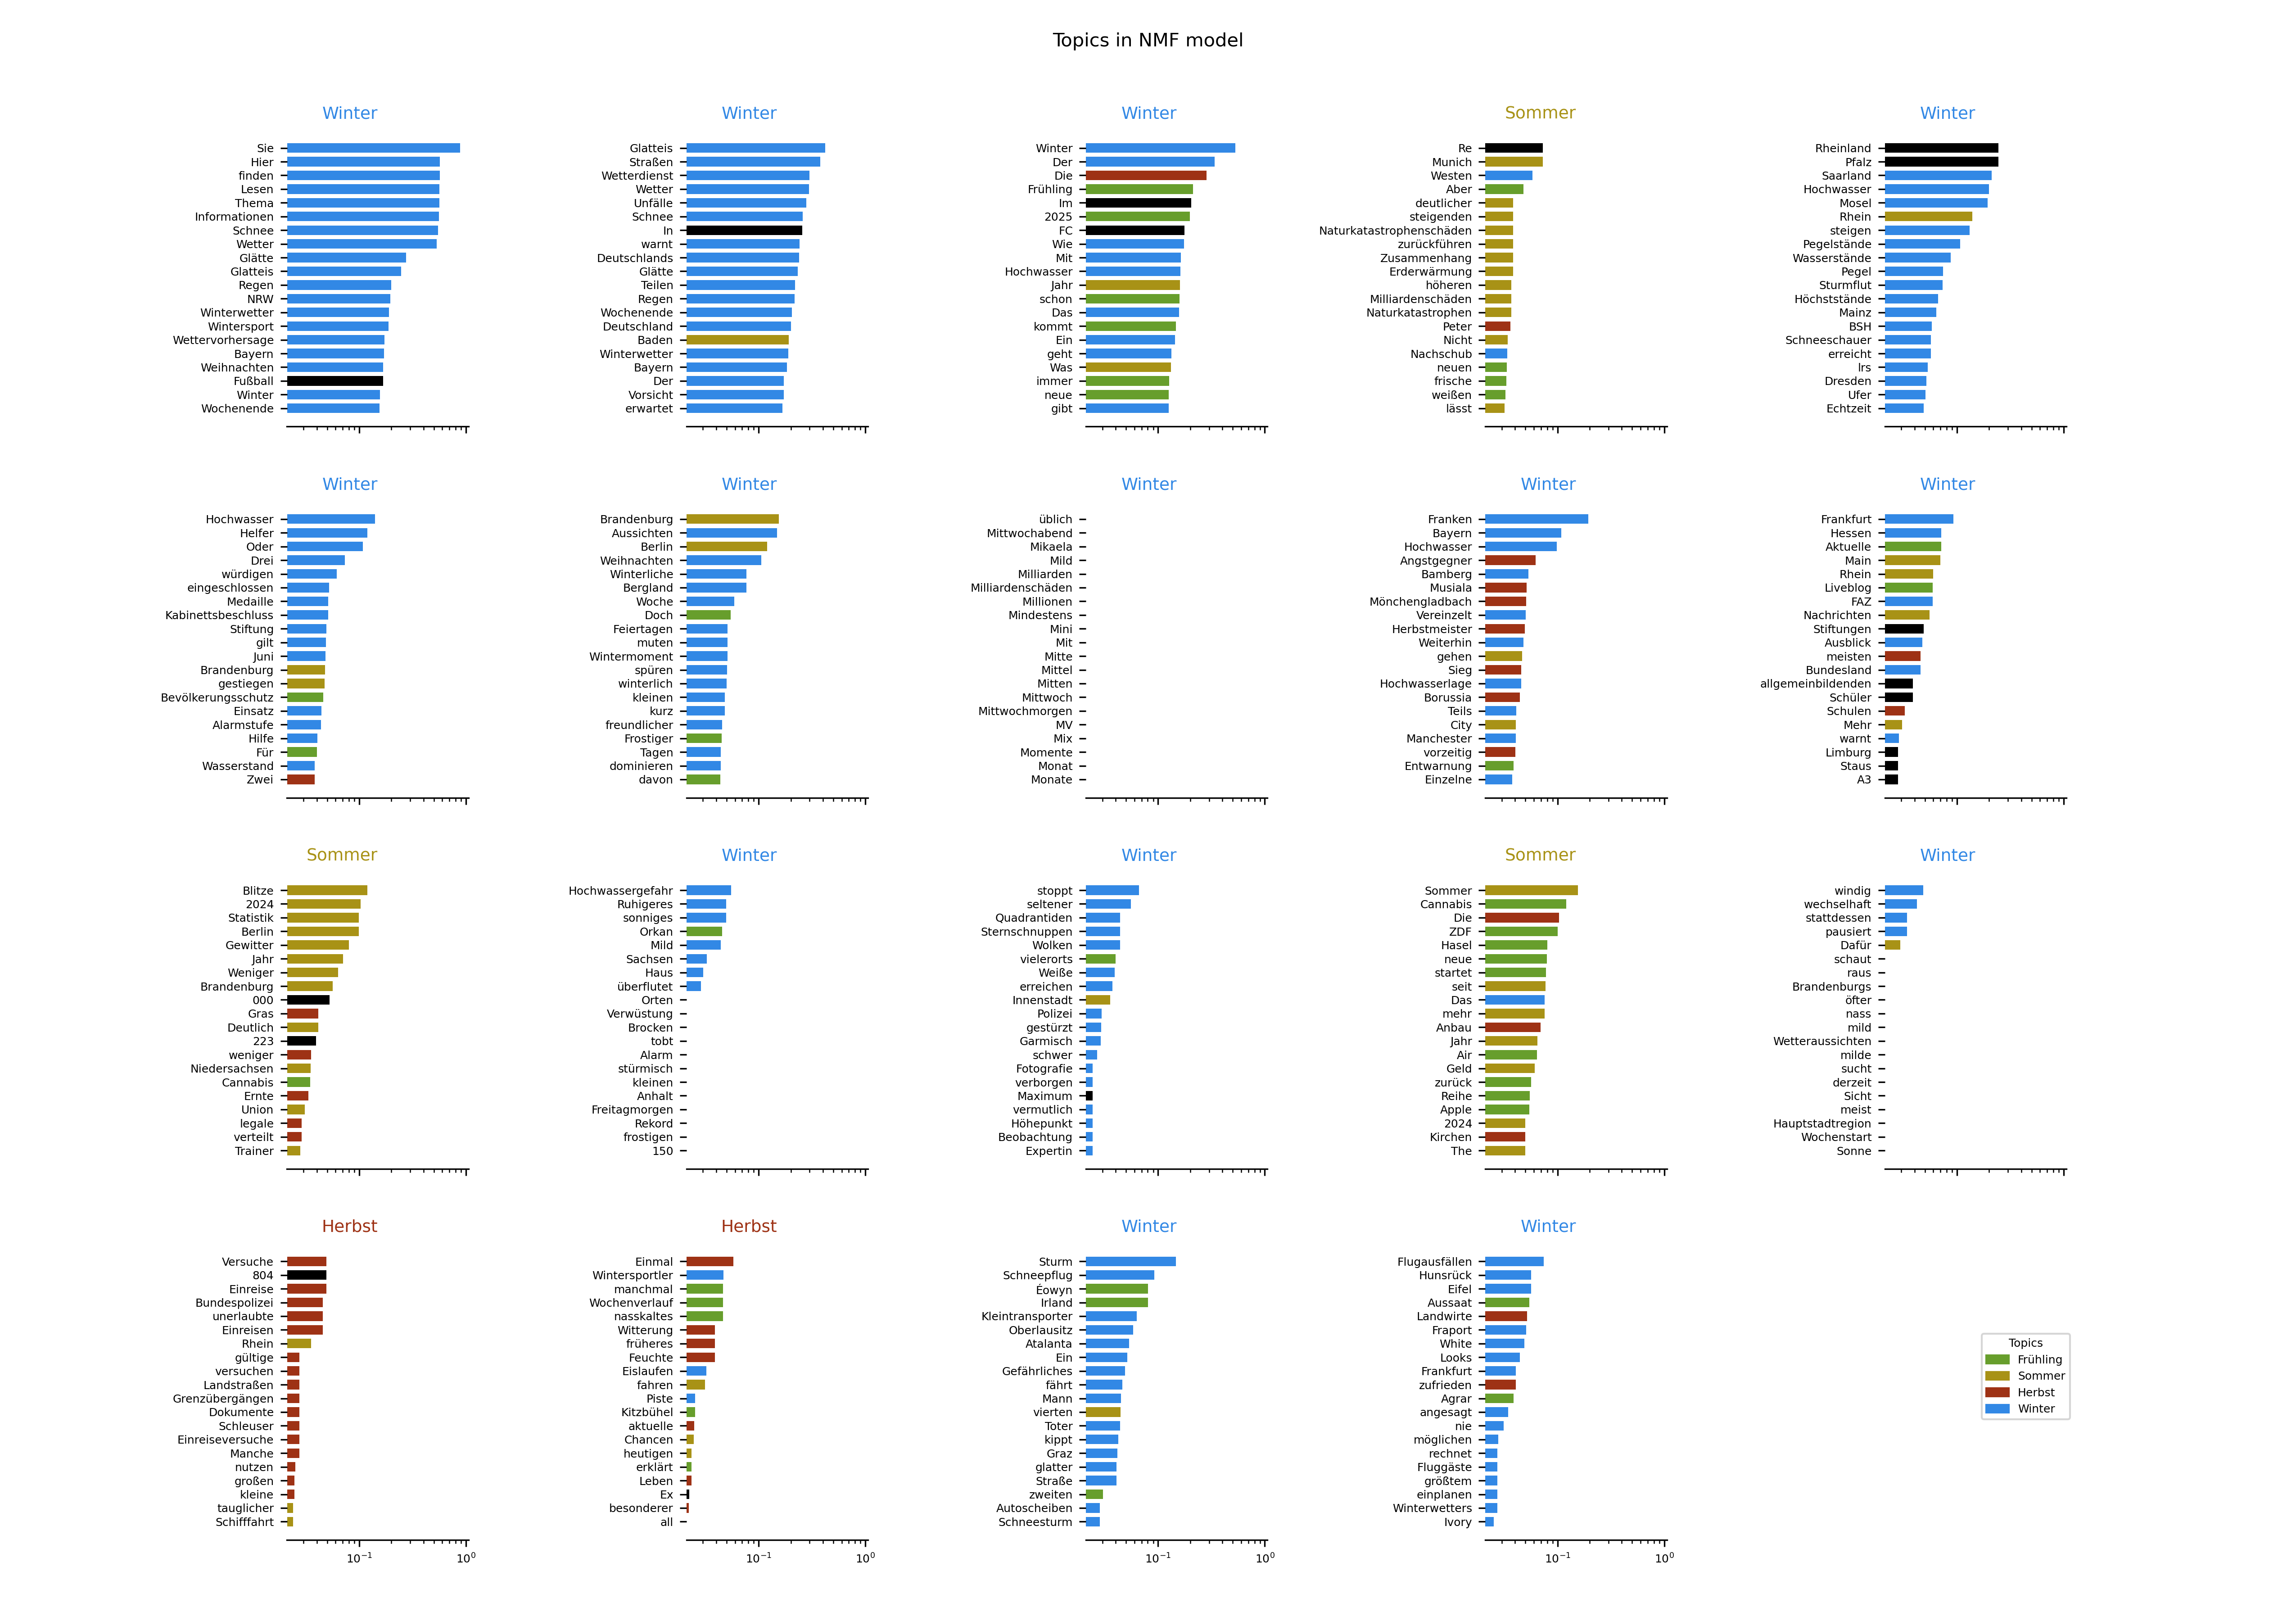 Topics in NMF model
Winter
Sie
Hier
finden
Lesen
Thema
Informationen
Schnee
Wetter
Glätte
Glatteis
Regen
NRW
Winterwetter
Wintersport
Wettervorhersage
Bayern
Weihnachten
Fußball
Winter
Wochenende
Winter
Glatteis
Straßen
Wetterdienst
Wetter
Unfälle
Schnee
In
warnt
Deutschlands
Glätte
Teilen
Regen
Wochenende
Deutschland
Baden
Winterwetter
Bayern
Der
Vorsicht
erwartet
Winter
Winter
Der
Die
Frühling
Im
2025
FC
Wie
Mit
Hochwasser
Jahr
schon
Das
kommt
Ein
geht
Was
immer
neue
gibt
Sommer
Re
Munich
Westen
Aber
deutlicher
steigenden
Naturkatastrophenschäden
zurückführen
Zusammenhang
Erderwärmung
höheren
Milliardenschäden
Naturkatastrophen
Peter
Nicht
Nachschub
neuen
frische
weißen
lässt
Winter
Rheinland
Pfalz
Saarland
Hochwasser
Mosel
Rhein
steigen
Pegelstände
Wasserstände
Pegel
Sturmflut
Höchststände
Mainz
BSH
Schneeschauer
erreicht
Irs
Dresden
Ufer
Echtzeit
Winter
Hochwasser
Helfer
Oder
Drei
würdigen
eingeschlossen
Medaille
Kabinettsbeschluss
Stiftung
gilt
Juni
Brandenburg
gestiegen
Bevölkerungsschutz
Einsatz
Alarmstufe
Hilfe
Für
Wasserstand
Zwei
Winter
Brandenburg
Aussichten
Berlin
Weihnachten
Winterliche
Bergland
Woche
Doch
Feiertagen
muten
Wintermoment
spüren
winterlich
kleinen
kurz
freundlicher
Frostiger
Tagen
dominieren
davon
Winter
üblich
Mittwochabend
Mikaela
Mild
Milliarden
Milliardenschäden
Millionen
Mindestens
Mini
Mit
Mitte
Mittel
Mitten
Mittwoch
Mittwochmorgen
MV
Mix
Momente
Monat
Monate
Winter
Franken
Bayern
Hochwasser
Angstgegner
Bamberg
Musiala
Mönchengladbach
Vereinzelt
Herbstmeister
Weiterhin
gehen
Sieg
Hochwasserlage
Borussia
Teils
City
Manchester
vorzeitig
Entwarnung
Einzelne
Winter
Frankfurt
Hessen
Aktuelle
Main
Rhein
Liveblog
FAZ
Nachrichten
Stiftungen
Ausblick
meisten
Bundesland
allgemeinbildenden
Schüler
Schulen
Mehr
warnt
Limburg
Staus
A3
Sommer
Blitze
2024
Statistik
Berlin
Gewitter
Jahr
Weniger
Brandenburg
000
Gras
Deutlich
223
weniger
Niedersachsen
Cannabis
Ernte
Union
legale
verteilt
Trainer
Winter
Hochwassergefahr
Ruhigeres
sonniges
Orkan
Mild
Sachsen
Haus
überflutet
Orten
Verwüstung
Brocken
tobt
Alarm
stürmisch
kleinen
Anhalt
Freitagmorgen
Rekord
frostigen
150
Winter
stoppt
seltener
Quadrantiden
Sternschnuppen
Wolken
vielerorts
Weiße
erreichen
Innenstadt
Polizei
gestürzt
Garmisch
schwer
Fotografie
verborgen
Maximum
vermutlich
Höhepunkt
Beobachtung
Expertin
Sommer
Sommer
Cannabis
Die
ZDF
Hasel
neue
startet
seit
Das
mehr
Anbau
Jahr
Air
Geld
zurück
Reihe
Apple
2024
Kirchen
The
Winter
windig
wechselhaft
stattdessen
pausiert
Dafür
schaut
raus
Brandenburgs
öfter
nass
mild
Wetteraussichten
milde
sucht
derzeit
Sicht
meist
Hauptstadtregion
Wochenstart
Sonne
Herbst
Versuche
804
Einreise
Bundespolizei
unerlaubte
Einreisen
Rhein
gültige
versuchen
Landstraßen
Grenzübergängen
Dokumente
Schleuser
Einreiseversuche
Manche
nutzen
großen
kleine
tauglicher
Schifffahrt
10⁻¹
10⁰
Herbst
Einmal
Wintersportler
manchmal
Wochenverlauf
nasskaltes
Witterung
früheres
Feuchte
Eislaufen
fahren
Piste
Kitzbühel
aktuelle
Chancen
heutigen
erklärt
Leben
Ex
besonderer
all
10⁻¹
10⁰
Winter
Sturm
Schneepflug
Éowyn
Irland
Kleintransporter
Oberlausitz
Atalanta
Ein
Gefährliches
fährt
Mann
vierten
Toter
kippt
Graz
glatter
Straße
zweiten
Autoscheiben
Schneesturm
10⁻¹
10⁰
Winter
Flugausfällen
Hunsrück
Eifel
Aussaat
Landwirte
Fraport
White
Looks
Frankfurt
zufrieden
Agrar
angesagt
nie
möglichen
rechnet
Fluggäste
größtem
einplanen
Winterwetters
Ivory
10⁻¹
10⁰
Topics
Frühling
Sommer
Herbst
Winter